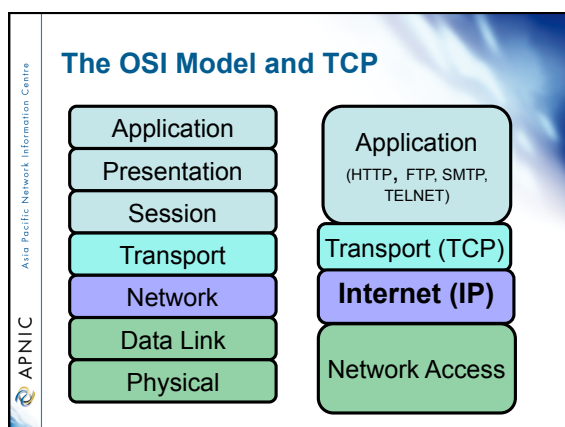 The OSI Model and TCP
Application
Presentation
Session
Transport
Network
Data Link
Physical
Application
(HTTP, FTP, SMTP,
TELNET)
Transport (TCP)
Internet (IP)
Network Access
Asia Pacific Network Information Centre
APNIC